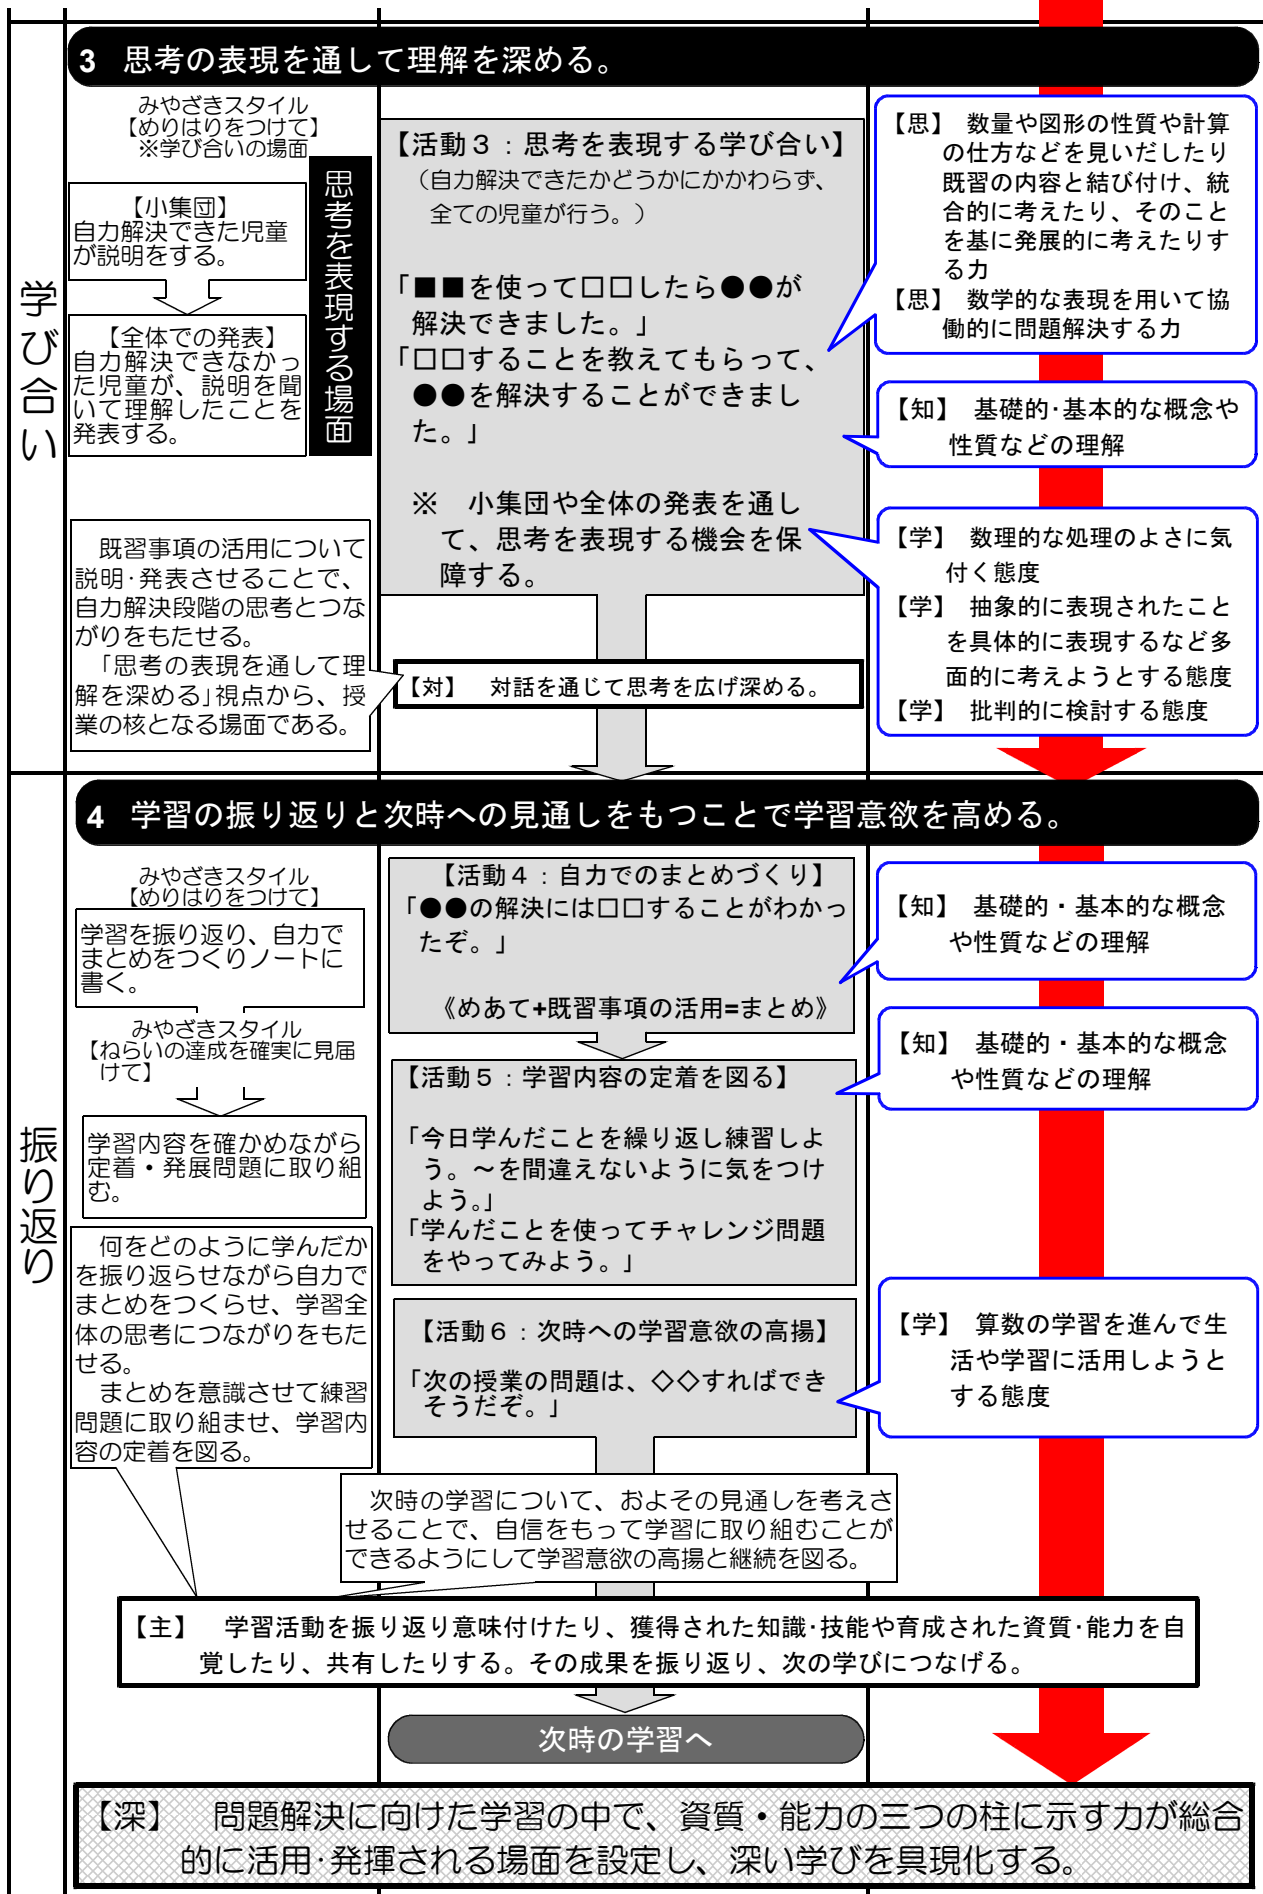 3 思考の表現を通して理解を深める。
学び合い
みやざきスタイル
【めりはりをつけて】
※学び合いの場面
【小集団】
自力解決できた児童
が説明をする。
【全体での発表】
自力解決できなかっ
た児童が、説明を聞
いて理解したことを
発表する。
思考を表現する場面
既習事項の活用について
説明・発表させることで、
自力解決段階の思考とつな
がりをもたせる。
「思考の表現を通して理
解を深める」視点から、授
業の核となる場面である。
【活動3：思考を表現する学び合い】
（自力解決できたかどうかにかかわらず、
全ての児童が行う。）
「■■を使って□□したら●●が
解決できました。」
「□□することを教えてもらって、
●●を解決することができまし
た。」
※ 小集団や全体の発表を通し
て、思考を表現する機会を保
障する。
【対】 対話を通じて思考を広げ深める。
【思】 数量や図形の性質や計算
の仕方などを見いだしたり
既習の内容と結び付け、統
合的に考えたり、そのこと
を基に発展的に考えたりす
る力
【思】 数学的な表現を用いて協
働的に問題解決する力
【知】 基礎的・基本的な概念や
性質などの理解
【学】 数理的な処理のよさに気
付く態度
【学】 抽象的に表現されたこと
を具体的に表現するなど多
面的に考えようとする態度
【学】 批判的に検討する態度
4 学習の振り返りと次時への見通しをもつことで学習意欲を高める。
振り返り
みやざきスタイル
【めりはりをつけて】
学習を振り返り、自力で
まとめをつくりノートに
書く。
みやざきスタイル
【ねらいの達成を確実に見届
けて】
学習内容を確かめながら
定着・発展問題に取り組
む。
何をどのように学んだか
を振り返らせながら自力で
まとめをつくらせ、学習全
体の思考につながりをもた
せる。
まとめを意識させて練習
問題に取り組ませ、学習内
容の定着を図る。
【活動4：自力でのまとめづくり】
「●●の解決には□□することがわかっ
たぞ。」
《めあて+既習事項の活用=まとめ》
【活動5：学習内容の定着を図る】
「今日学んだことを繰り返し練習しよ
う。～を間違えないように気をつけ
よう。」
「学んだことを使ってチャレンジ問題
をやってみよう。」
【活動6：次時への学習意欲の高揚】
「次の授業の問題は、◇◇すればでき
そうだぞ。」
【知】 基礎的・基本的な概念
や性質などの理解
【知】 基礎的・基本的な概念
や性質などの理解
【学】 算数の学習を進んで生
活や学習に活用しようと
する態度
次時の学習について、およその見通しを考えさ
せることで、自信をもって学習に取り組むことが
できるようにして学習意欲の高揚と継続を図る。
【主】 学習活動を振り返り意味付けたり、獲得された知識・技能や育成された資質・能力を自
覚したり、共有したりする。その成果を振り返り、次の学びにつなげる。
次時の学習へ
【深】 問題解決に向けた学習の中で、資質・能力の三つの柱に示す力が総合
的に活用・発揮される場面を設定し、深い学びを具現化する。